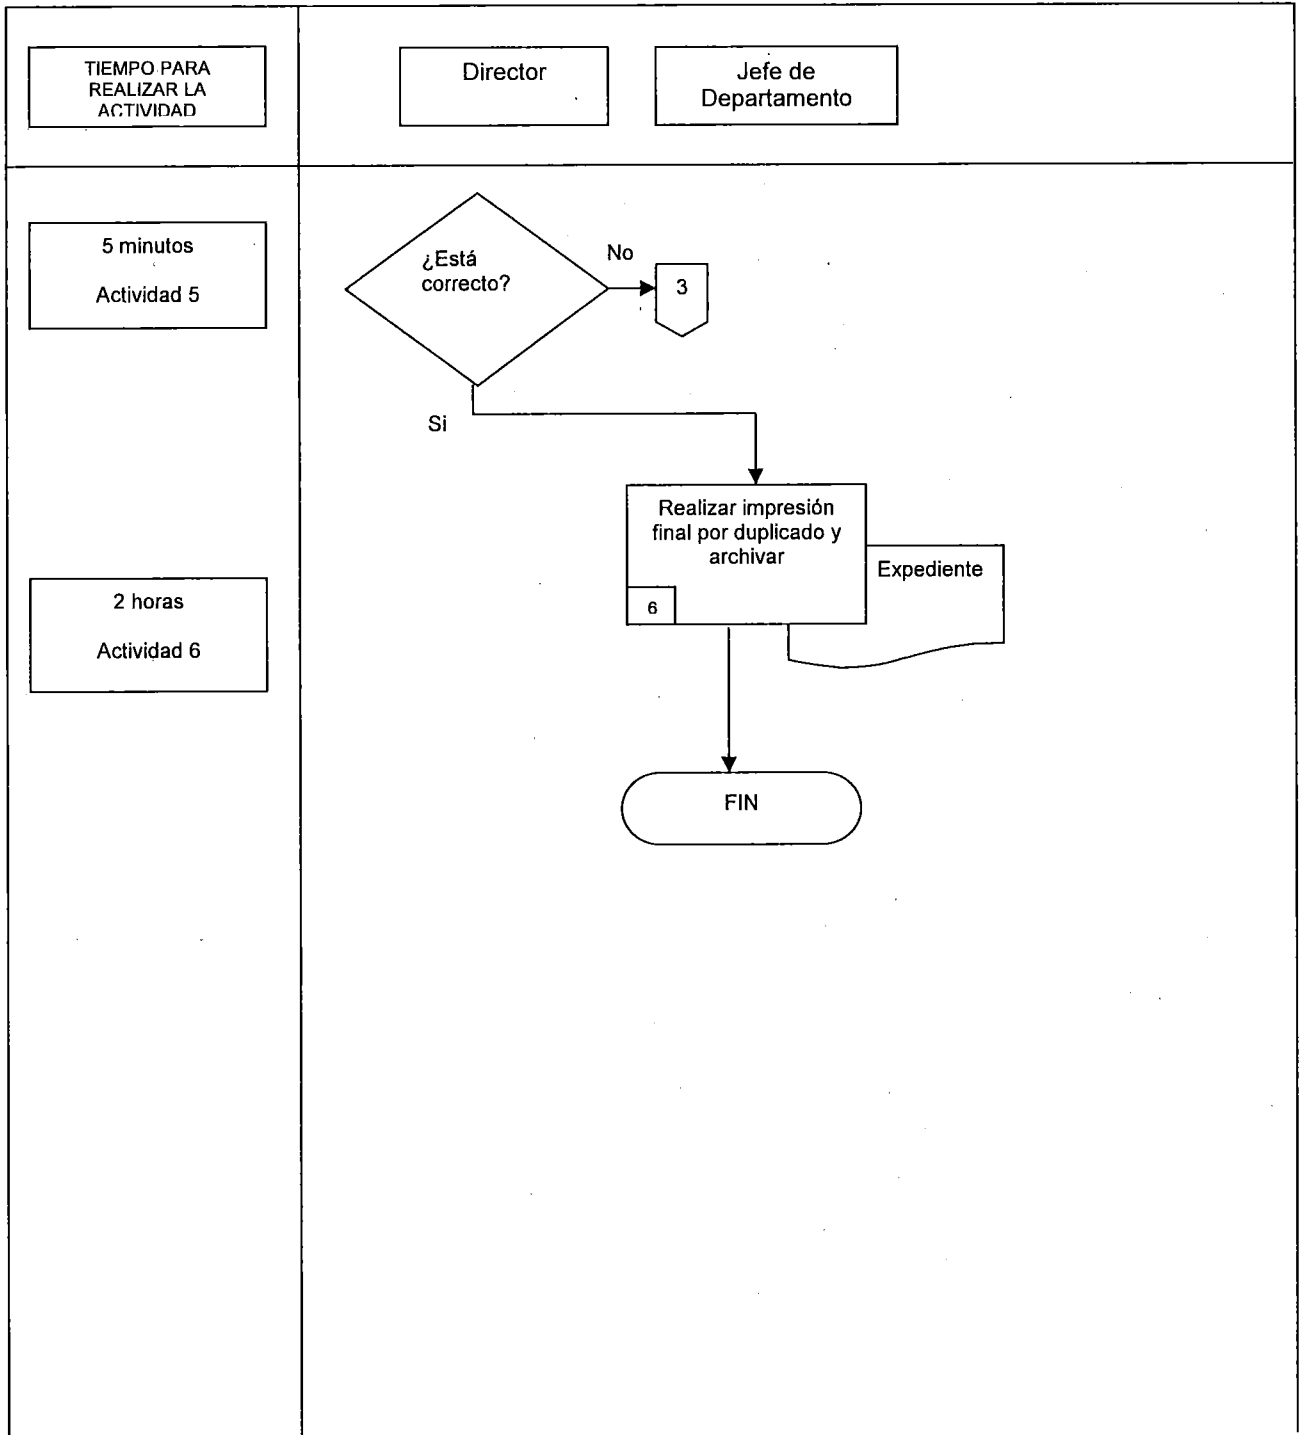 TIEMPO PARA
REALIZAR LA
ACTIVIDAD
Director
Jefe de
Departamento
5 minutos
Actividad 5
¿Está
correcto?
No
3
Si
Realizar impresión
final por duplicado y
archivar
6
Expediente
2 horas
Actividad 6
FIN